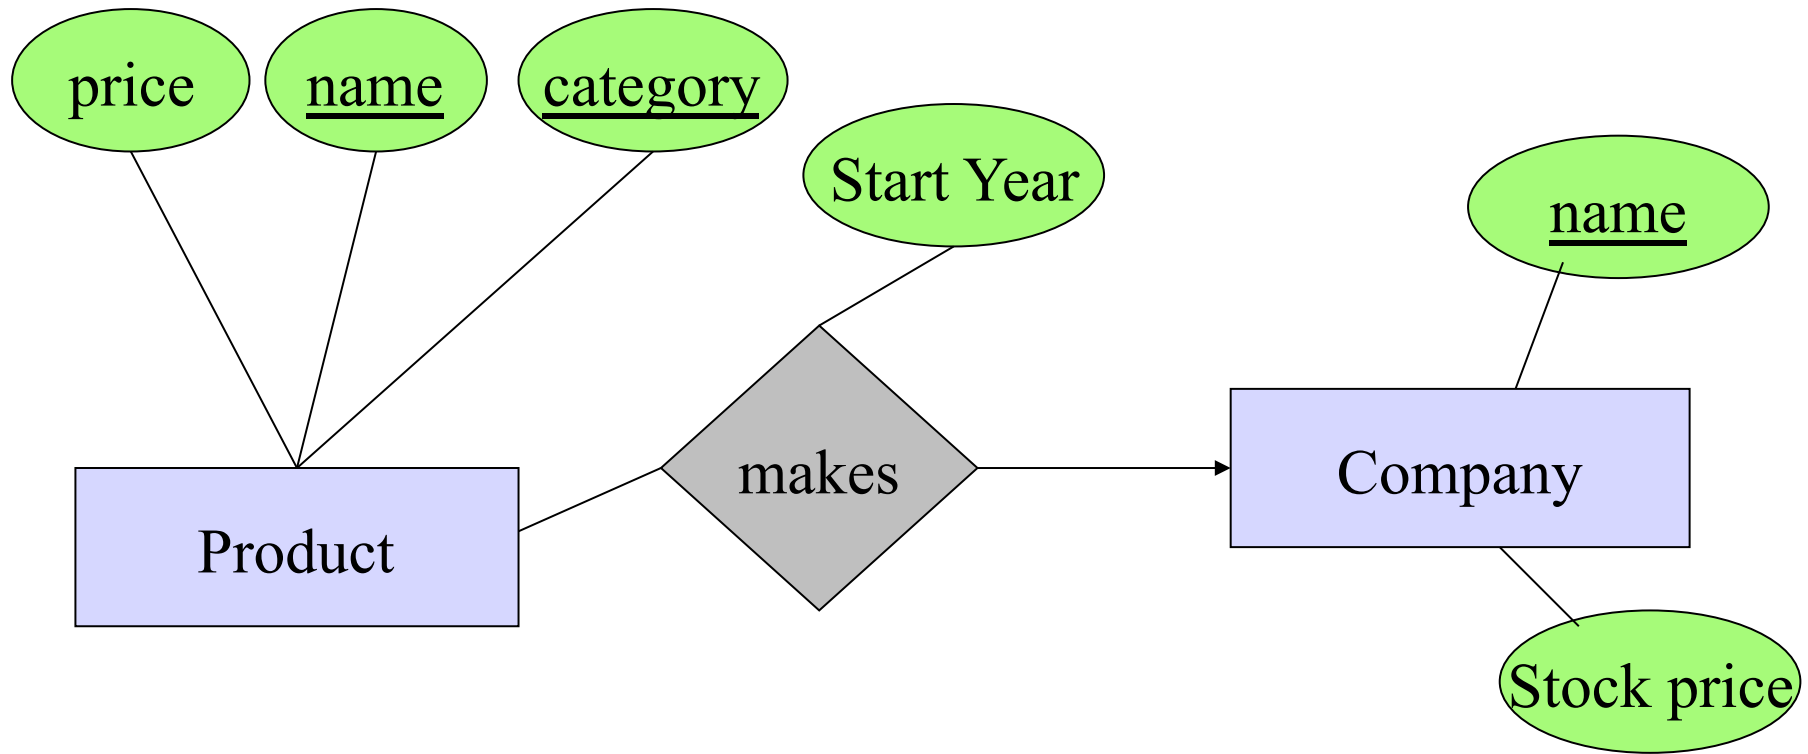 price
name
category
Start Year
name
makes
Company
Product
Stock price